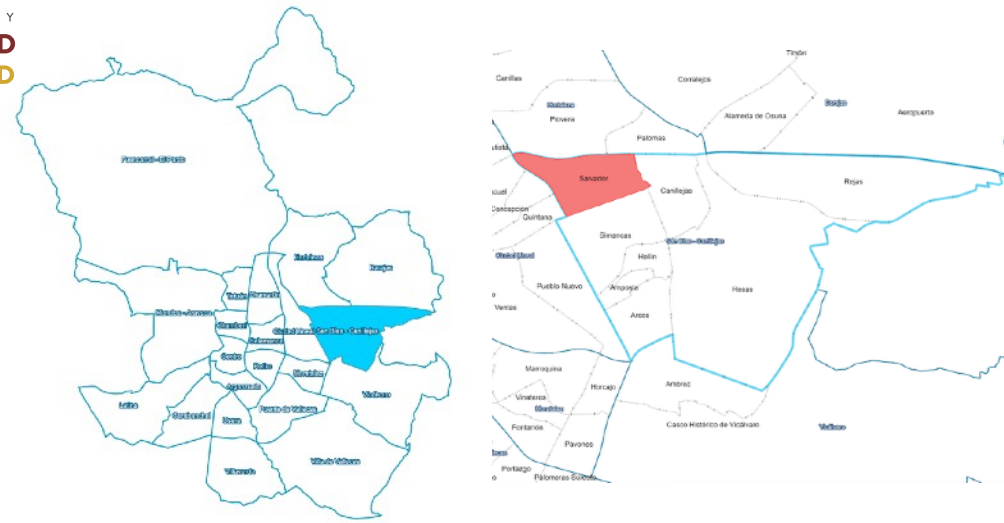 Y
D
D
Fuencarral - El Pardo
Hortaleza
Barajas
Tetuán
Chamartín
Moncloa - Aravaca
Chamberí
Ciudad Lineal
San Blas - Canillejas
Salamanca
Centro
Retiro
Moratalaz
Arganzuela
Vicálvaro
Latina
Carabanchel
Usera
Puente de Vallecas
Villaverde
Villa de Vallecas
Timón
Canillas
Corralejos
Hortaleza
Barajas
Piovera
Alameda de Osuna
Aeropuerto
Palomas
Salvador
Rejas
Canillejas
Concepción
Quintana
Simancas
San Blas - Canillejas
Ciudad Lineal
Hellín
Pueblo Nuevo
Amposta
Rosas
Ventas
Arcos
Marroquina
Horcajo
Ambroz
Vinateros
Moratalaz
Casco Histórico de Vicálvaro
Vicálvaro
Fontarrón
Pavones
Portazgo
Palomeras Sureste